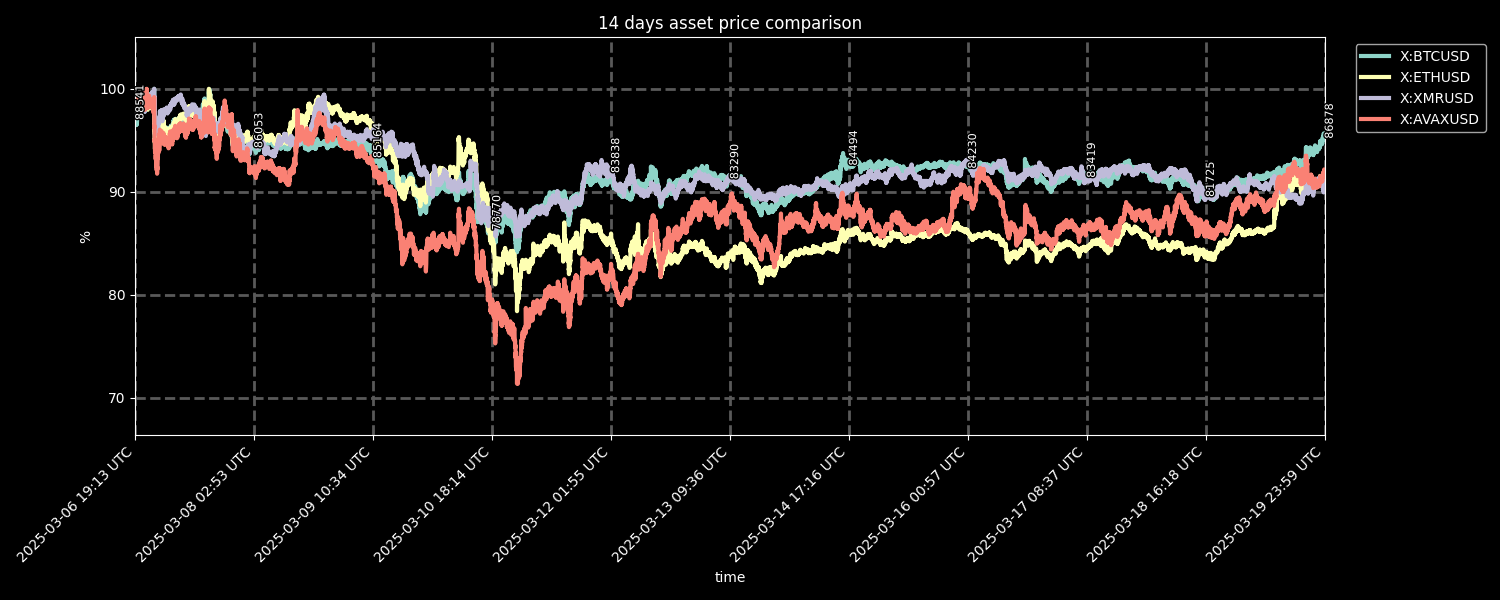 14 days asset price comparison
X:BTCUSD
X:ETHUSD
X:XMRUSD
X:AVAXUSD
%
100
90
80
70
88541
86053
85164
78770
83838
83290
84494
84230
83419
81725
86878
2025-03-06 19:13 UTC
2025-03-08 02:53 UTC
2025-03-09 10:34 UTC
2025-03-10 18:14 UTC
2025-03-12 01:55 UTC
2025-03-13 09:36 UTC
2025-03-14 17:16 UTC
2025-03-16 00:57 UTC
2025-03-17 08:37 UTC
2025-03-18 16:18 UTC
2025-03-19 23:59 UTC
time